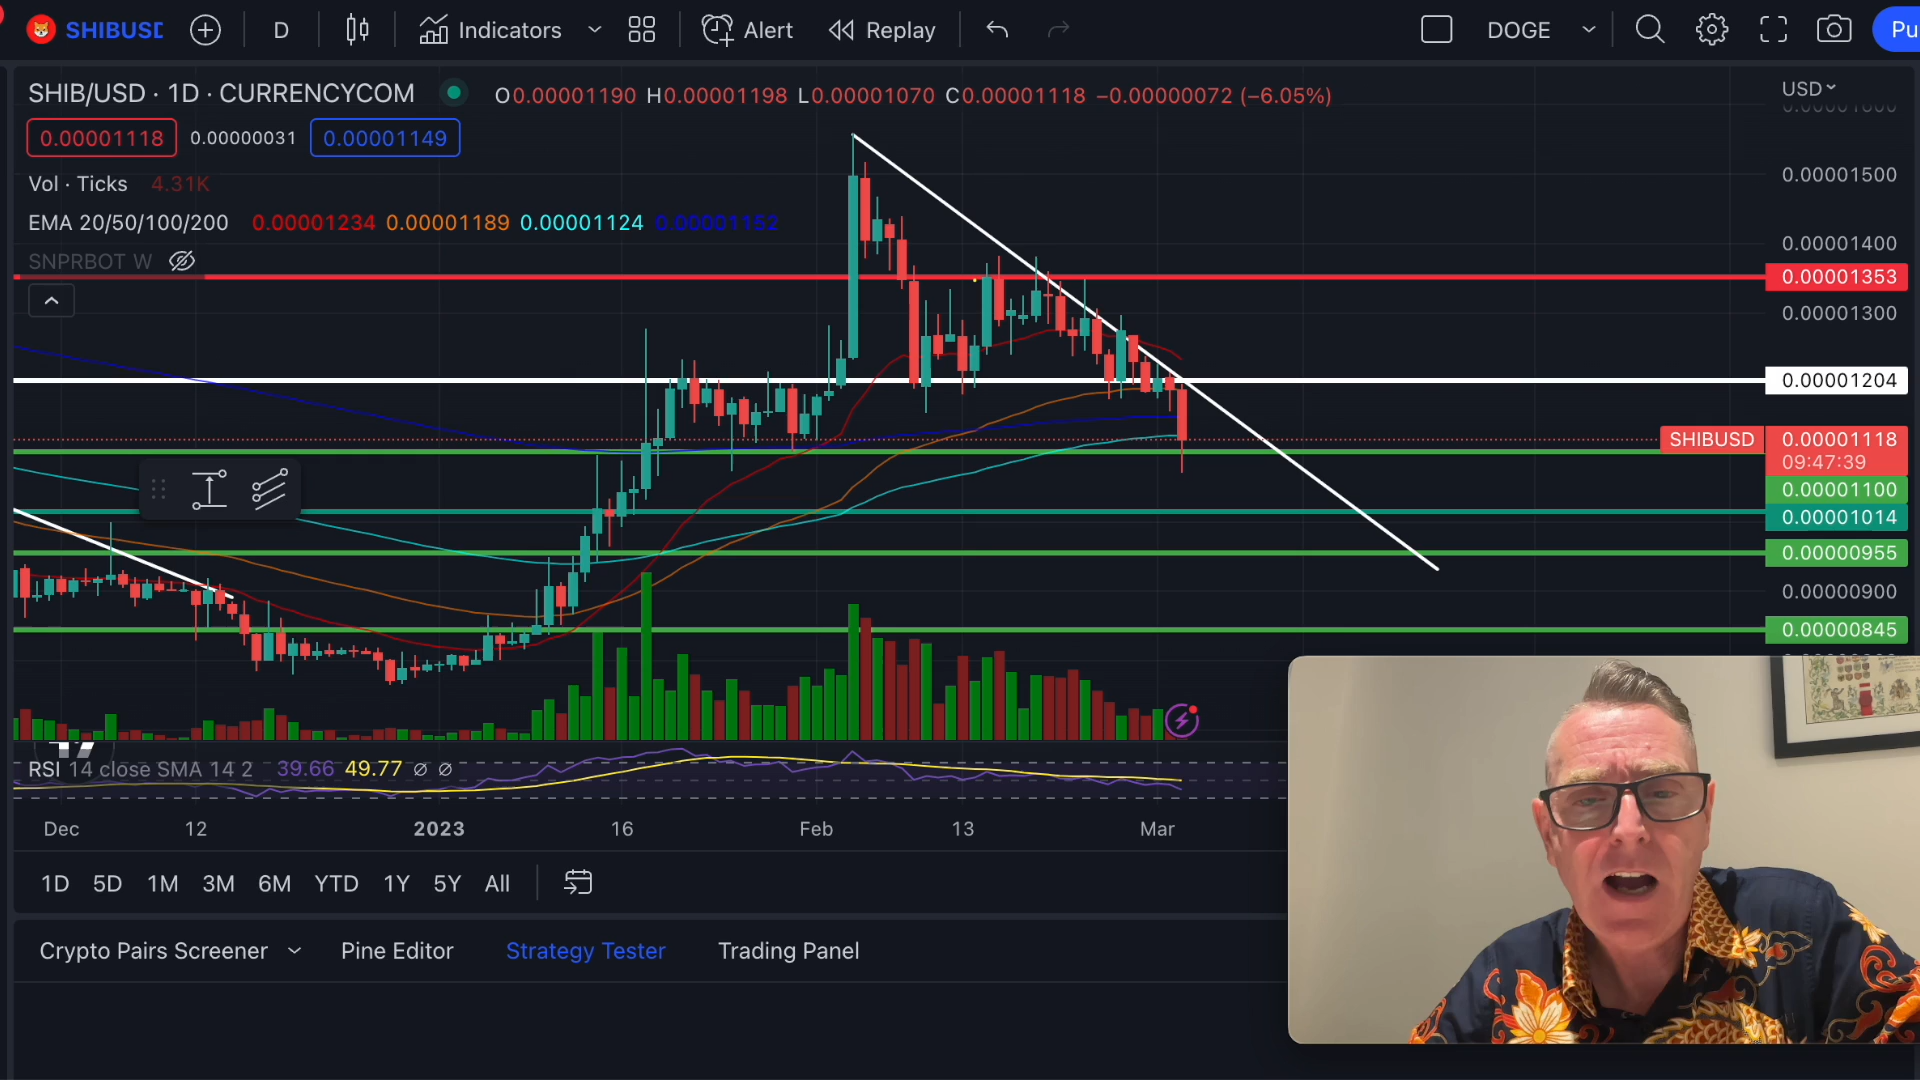 SHIBUSD D Indicators Alert Replay DOGE Pu
SHIB/USD · 1D · CURRENCYCOM O0.00001190 H0.00001198 L0.00001070 C0.00001118 −0.00000072 (−6.05%) USD
0.00001118 0.00000031 0.00001149
Vol · Ticks 4.31K
0.00001500
EMA 20/50/100/200 0.00001234 0.00001189 0.00001124 0.00001152
0.00001400
SNPRBOT W
0.00001353
0.00001300
0.00001204
SHIBUSD 0.00001118
09:47:39
0.00001100
0.00001014
0.00000955
0.00000900
0.00000845
RSI 14 close SMA 14 2 39.66 49.77 ∅ ∅
Dec 12 2023 16 Feb 13 Mar
1D 5D 1M 3M 6M YTD 1Y 5Y All
Crypto Pairs Screener Pine Editor Strategy Tester Trading Panel